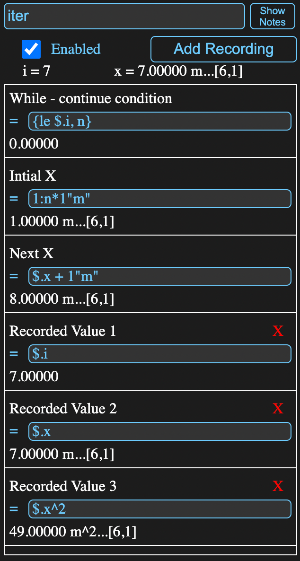 iter
Show
Notes
Enabled
Add Recording
i = 7
x = 7.00000 m...[6,1]
While - continue condition
= {le $.i, n}
0.00000
Intial X
= 1:n*1"m"
1.00000 m...[6,1]
Next X
= $.x + 1"m"
8.00000 m...[6,1]
Recorded Value 1 X
= $.i
7.00000
Recorded Value 2 X
= $.x
7.00000 m...[6,1]
Recorded Value 3 X
= $.x^2
49.00000 m^2...[6,1]